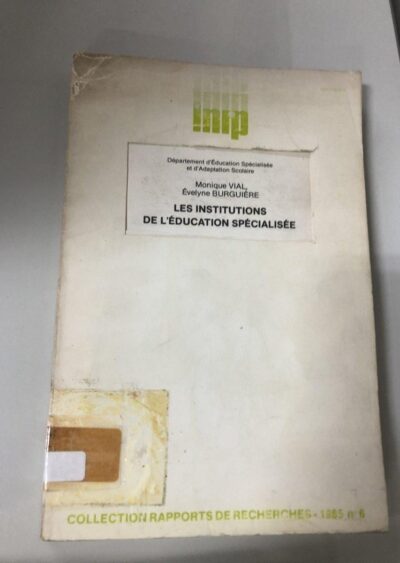 inrp
Département d'Éducation Spécialisée
et d'Adaptation Scolaire
Monique VIAL,
Évelyne BURGUIÈRE
LES INSTITUTIONS
DE L'ÉDUCATION SPÉCIALISÉE
COLLECTION RAPPORTS DE RECHERCHES - 1985 n° 6